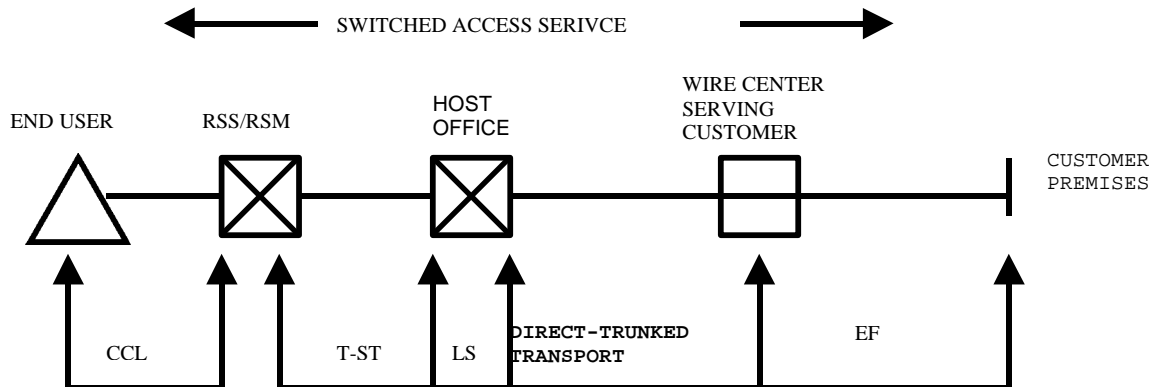 SWITCHED ACCESS SERIVCE
END USER
RSS/RSM
HOST
OFFICE
WIRE CENTER
SERVING
CUSTOMER
CUSTOMER
PREMISES
CCL
T-ST
LS
DIRECT-TRUNKED
TRANSPORT
EF